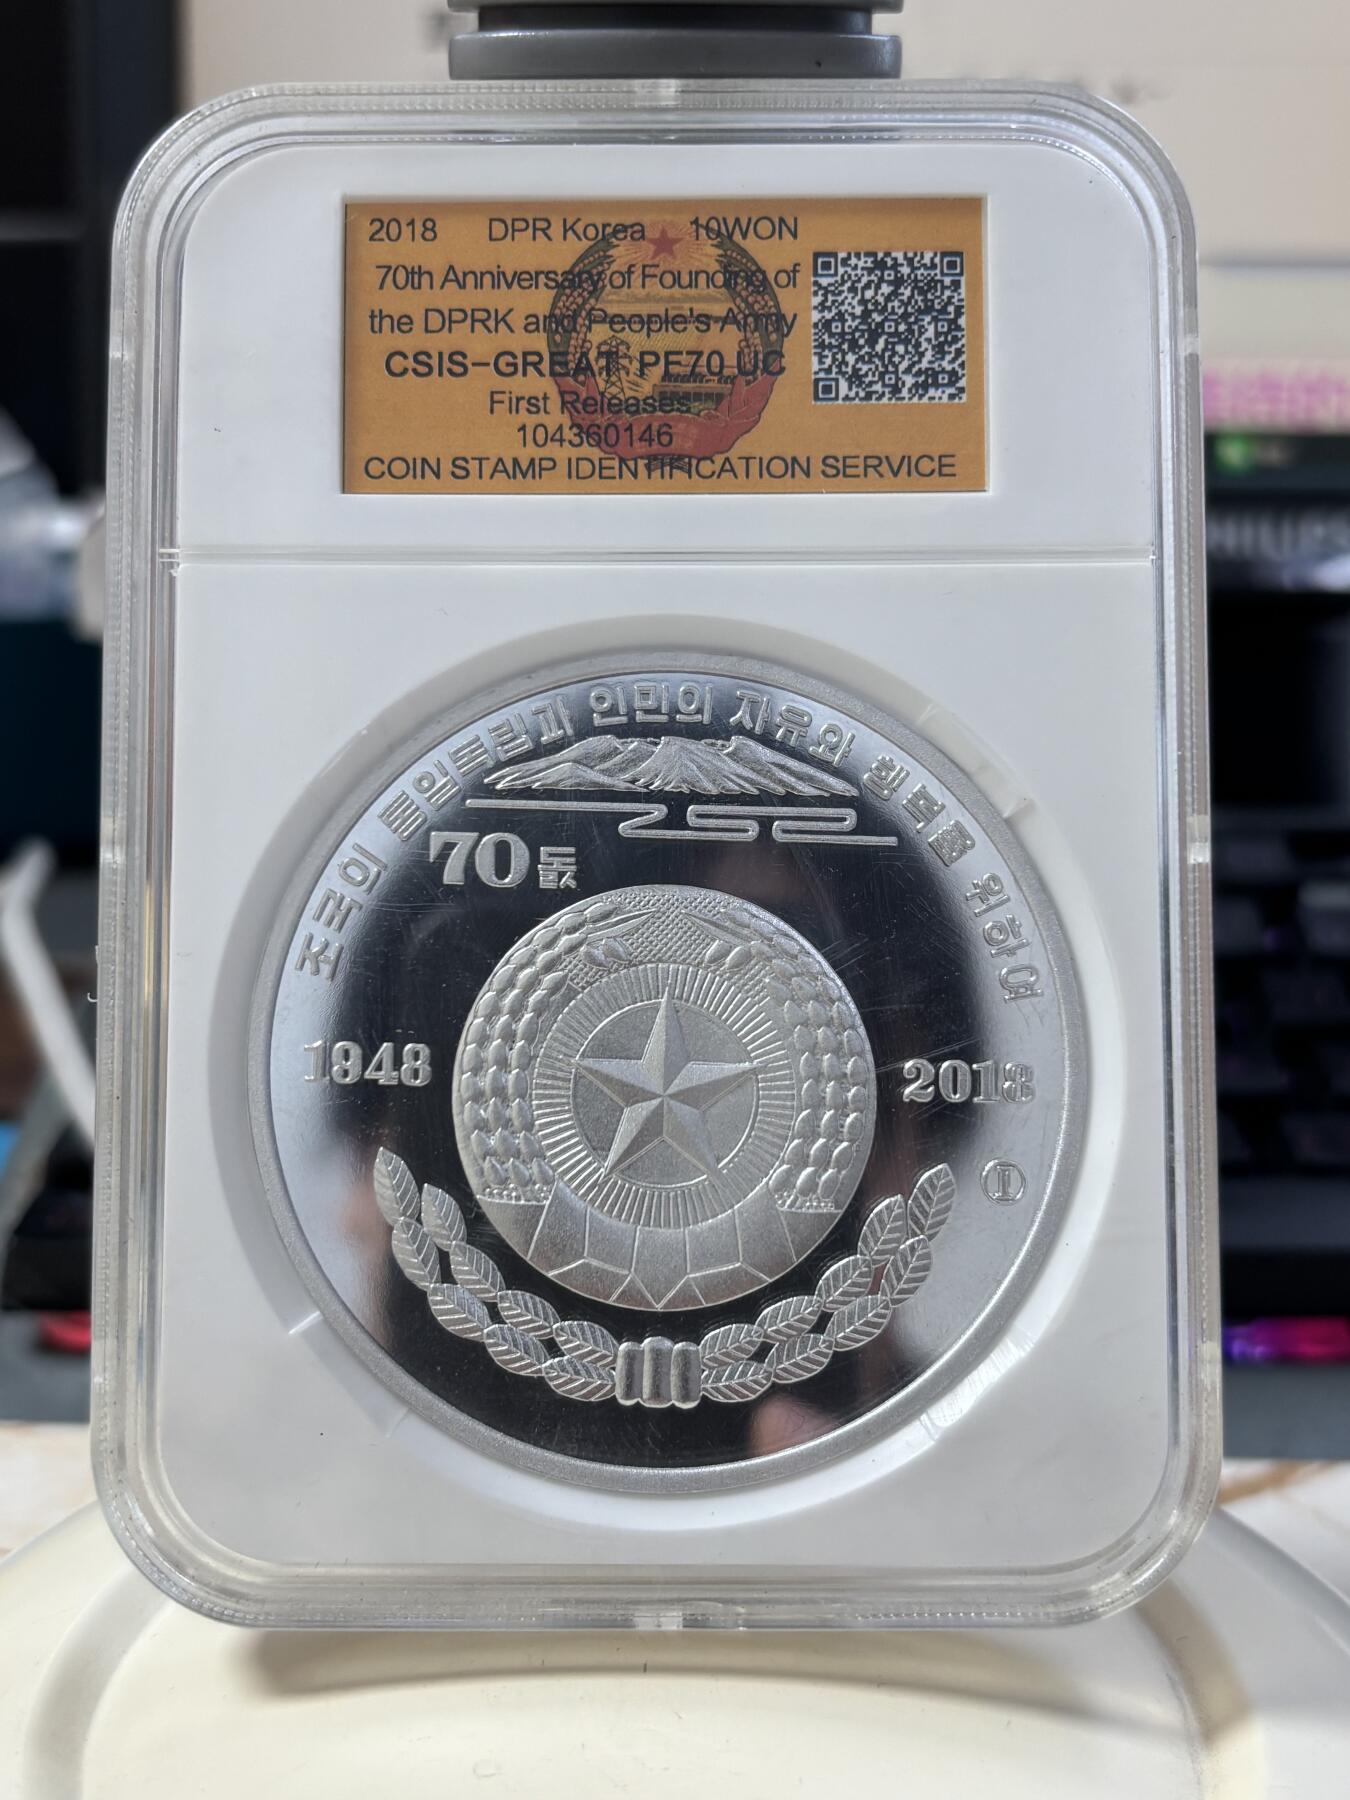 2018 DPR Korea 10WON
70th Anniversary of Founding of
the DPRK and People's Army
CSIS-GREAT PF70 UC
First Releases
104360146
COIN STAMP IDENTIFICATION SERVICE
조국의 통일독립과 인민의 자유와 행복을 위하여
70돐
1948
2018
I